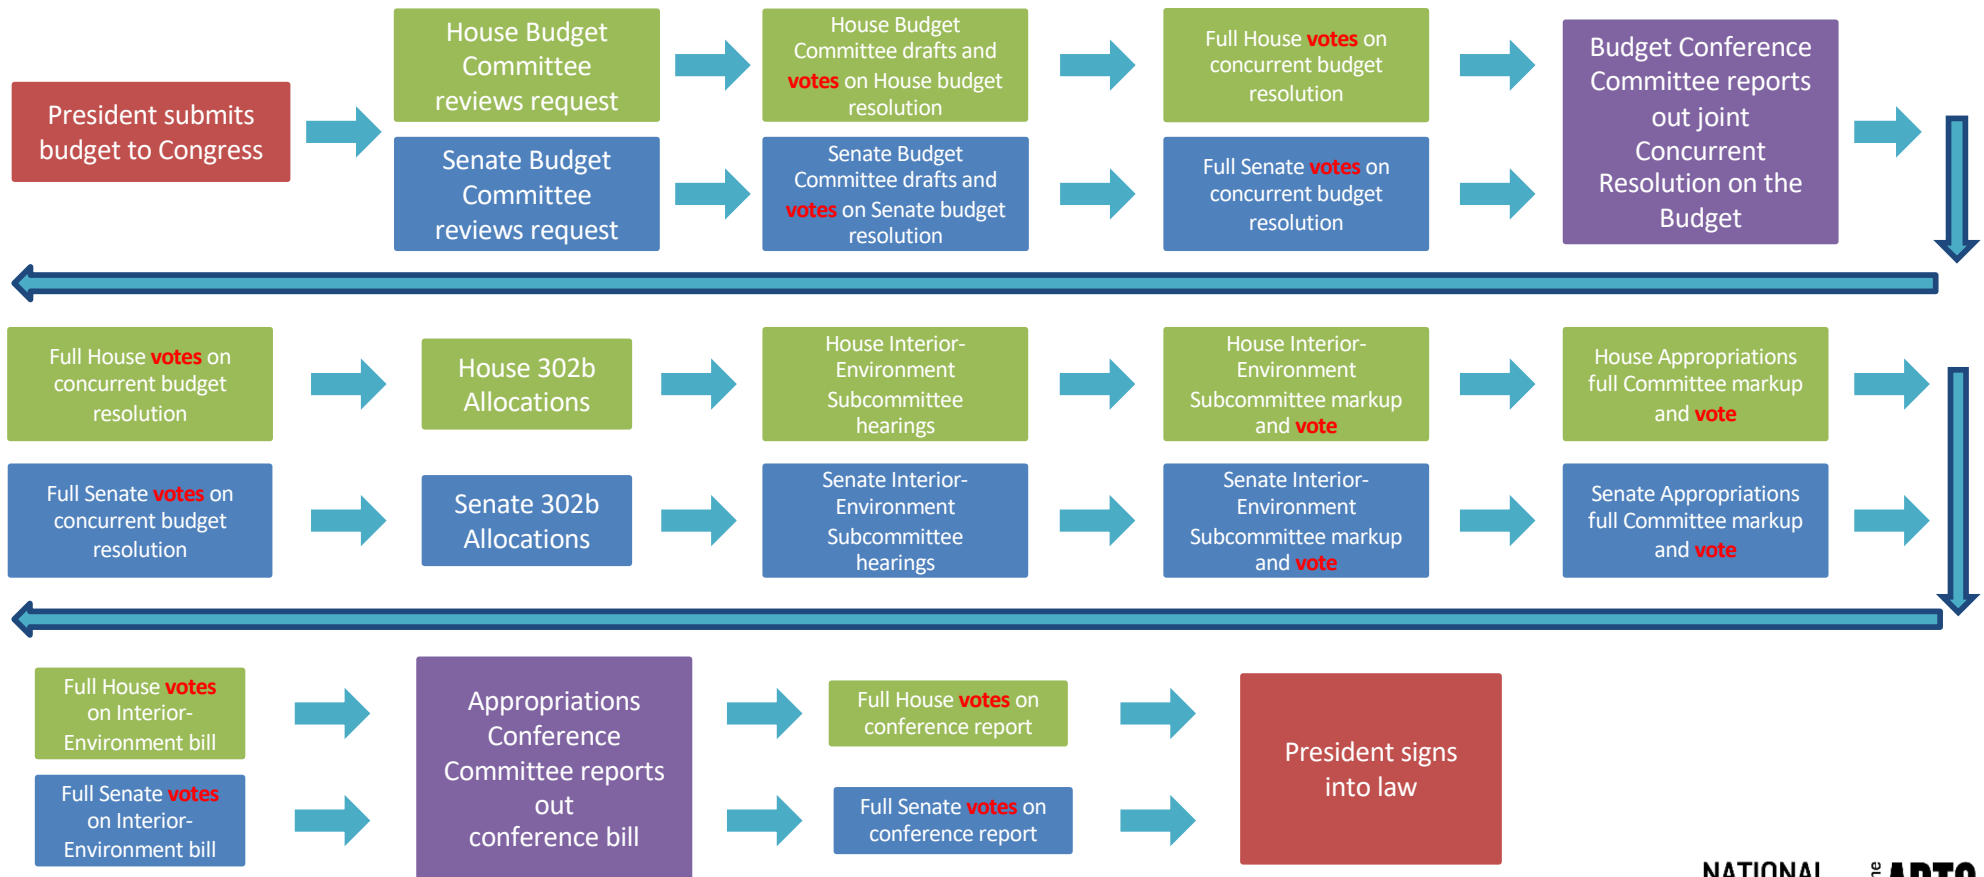 President submits
budget to Congress
House Budget
Committee
reviews request
Senate Budget
Committee
reviews request
House Budget
Committee drafts and
votes on House budget
resolution
Senate Budget
Committee drafts and
votes on Senate budget
resolution
Full House votes on
concurrent budget
resolution
Full Senate votes on
concurrent budget
resolution
Budget Conference
Committee reports
out joint
Concurrent
Resolution on the
Budget
Full House votes on
concurrent budget
resolution
Full Senate votes on
concurrent budget
resolution
House 302b
Allocations
Senate 302b
Allocations
House Interior-
Environment
Subcommittee
hearings
Senate Interior-
Environment
Subcommittee
hearings
House Interior-
Environment
Subcommittee markup
and vote
Senate Interior-
Environment
Subcommittee markup
and vote
House Appropriations
full Committee markup
and vote
Senate Appropriations
full Committee markup
and vote
Full House votes
on Interior-
Environment bill
Full Senate votes
on Interior-
Environment bill
Appropriations
Conference
Committee reports
out
conference bill
Full House votes on
conference report
Full Senate votes on
conference report
President signs
into law
NATIONAL
the
ARTS